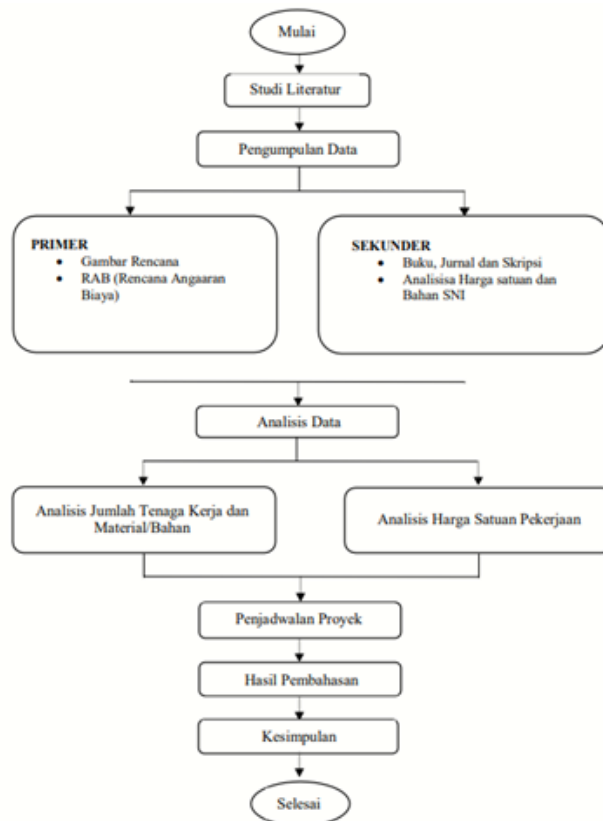 Mulai
Studi Literatur
Pengumpulan Data
PRIMER
• Gambar Rencana
• RAB (Rencana Angaaran
Biaya)
SEKUNDER
• Buku, Jurnal dan Skripsi
• Analisisa Harga satuan dan
Bahan SNI
Analisis Data
Analisis Jumlah Tenaga Kerja dan
Material/Bahan
Analisis Harga Satuan Pekerjaan
Penjadwalan Proyek
Hasil Pembahasan
Kesimpulan
Selesai